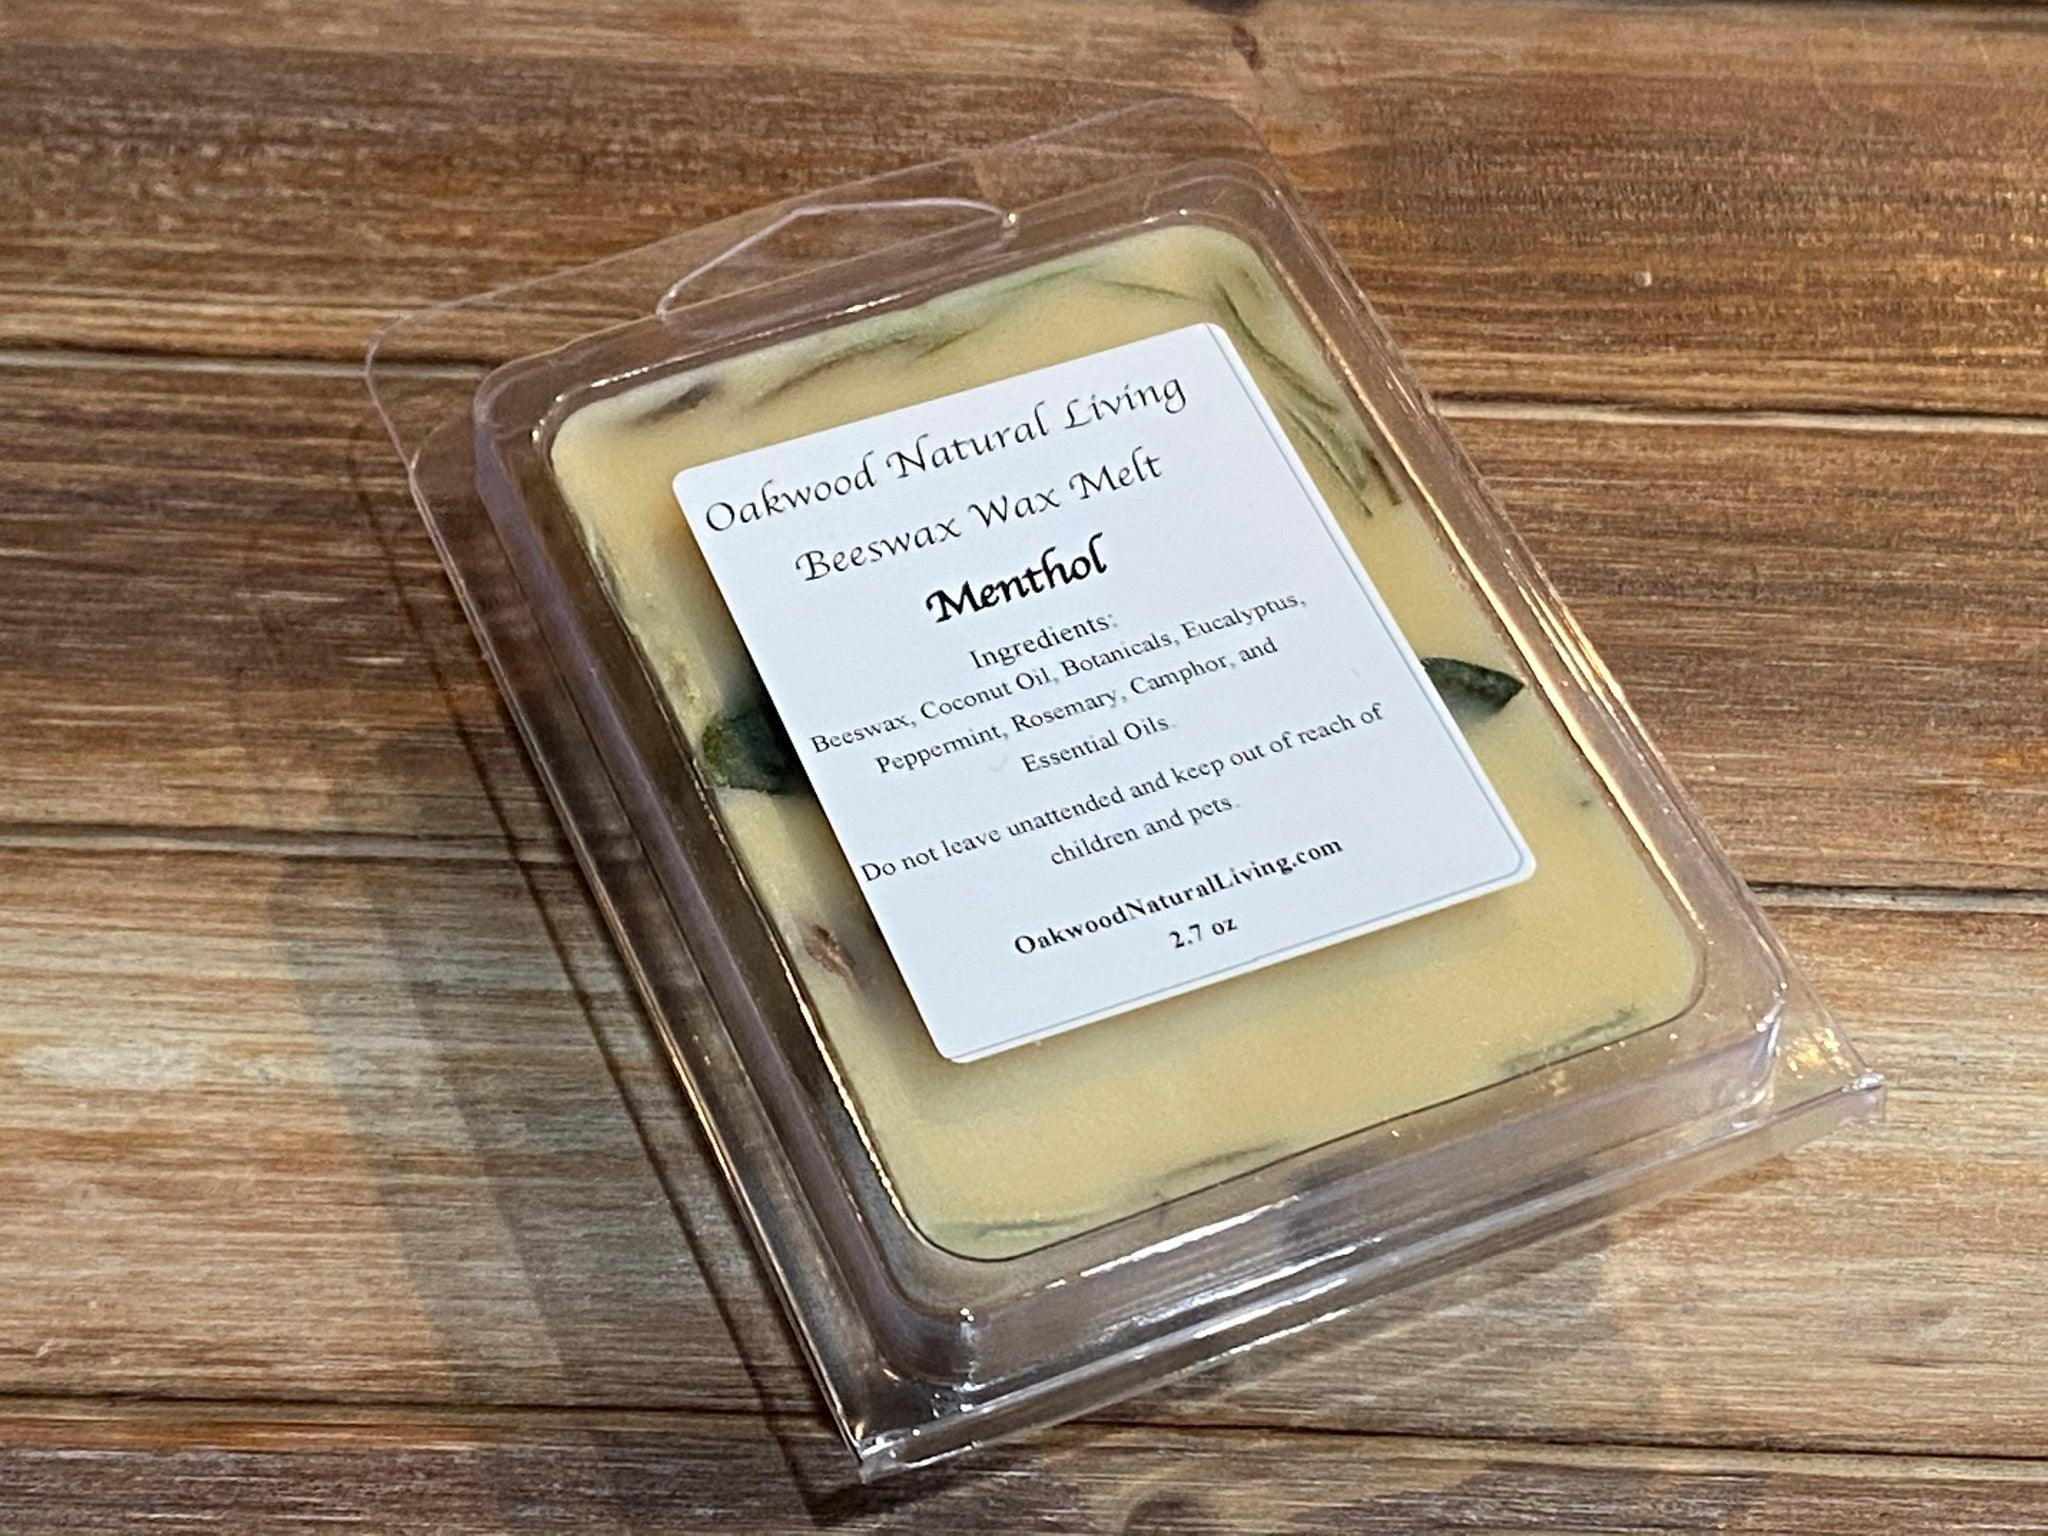 Oakwood Natural Living
Beeswax Wax Melt
Menthol
Ingredients:
Beeswax, Coconut Oil, Botanicals, Eucalyptus,
Peppermint, Rosemary, Camphor, and
Essential Oils.
Do not leave unattended and keep out of reach of
children and pets.
OakwoodNaturalLiving.com
2.7 oz